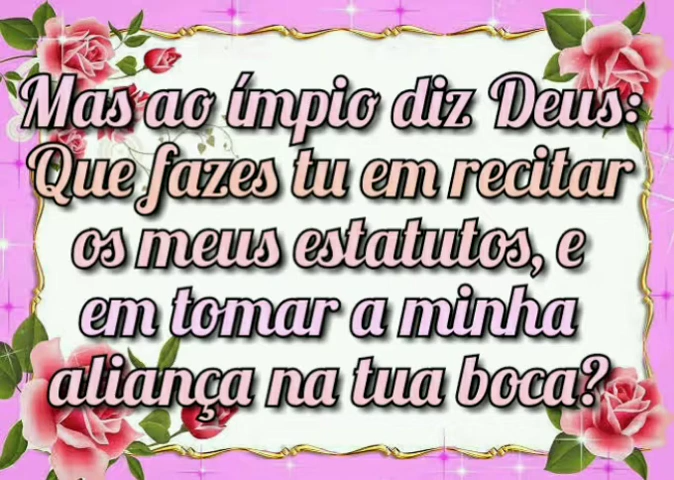 Mas ao ímpio diz Deus:
Que fazes tu em recitar
os meus estatutos, e
em tomar a minha
aliança na tua boca?